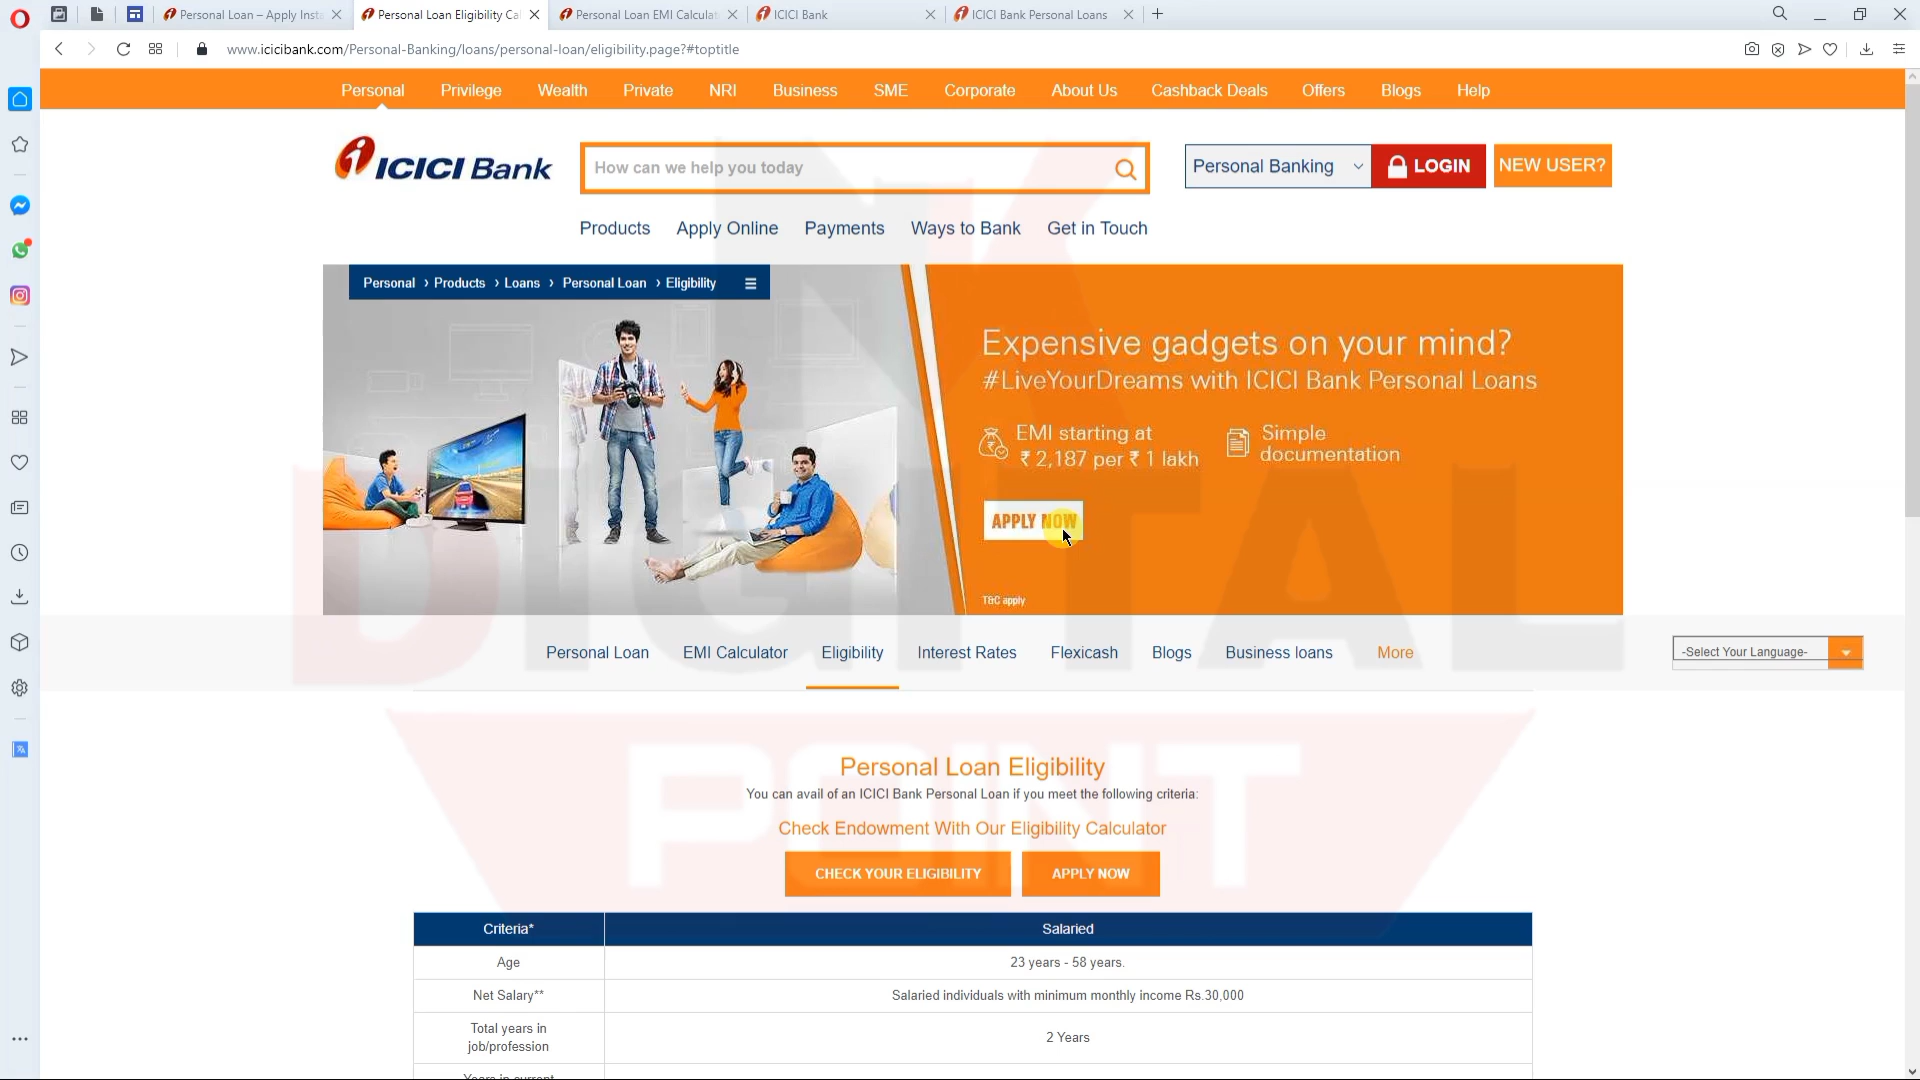 Personal Loan – Apply Insta
Personal Loan Eligibility Ca
Personal Loan EMI Calculat
ICICI Bank
ICICI Bank Personal Loans
www.icicibank.com/Personal-Banking/loans/personal-loan/eligibility.page?#toptitle
Personal Privilege Wealth Private NRI Business SME Corporate About Us Cashback Deals Offers Blogs Help
ICICI Bank
How can we help you today
Personal Banking
LOGIN
NEW USER?
Products Apply Online Payments Ways to Bank Get in Touch
Personal › Products › Loans › Personal Loan › Eligibility
Expensive gadgets on your mind?
#LiveYourDreams with ICICI Bank Personal Loans
EMI starting at
₹ 2,187 per ₹ 1 lakh
Simple
documentation
APPLY NOW
T&C apply
DIGITAL
Personal Loan EMI Calculator Eligibility Interest Rates Flexicash Blogs Business loans More
-Select Your Language-
POINT
Personal Loan Eligibility
You can avail of an ICICI Bank Personal Loan if you meet the following criteria:
Check Endowment With Our Eligibility Calculator
CHECK YOUR ELIGIBILITY
APPLY NOW
Criteria* Salaried
Age 23 years - 58 years.
Net Salary** Salaried individuals with minimum monthly income Rs.30,000
Total years in
job/profession
2 Years
Years in current